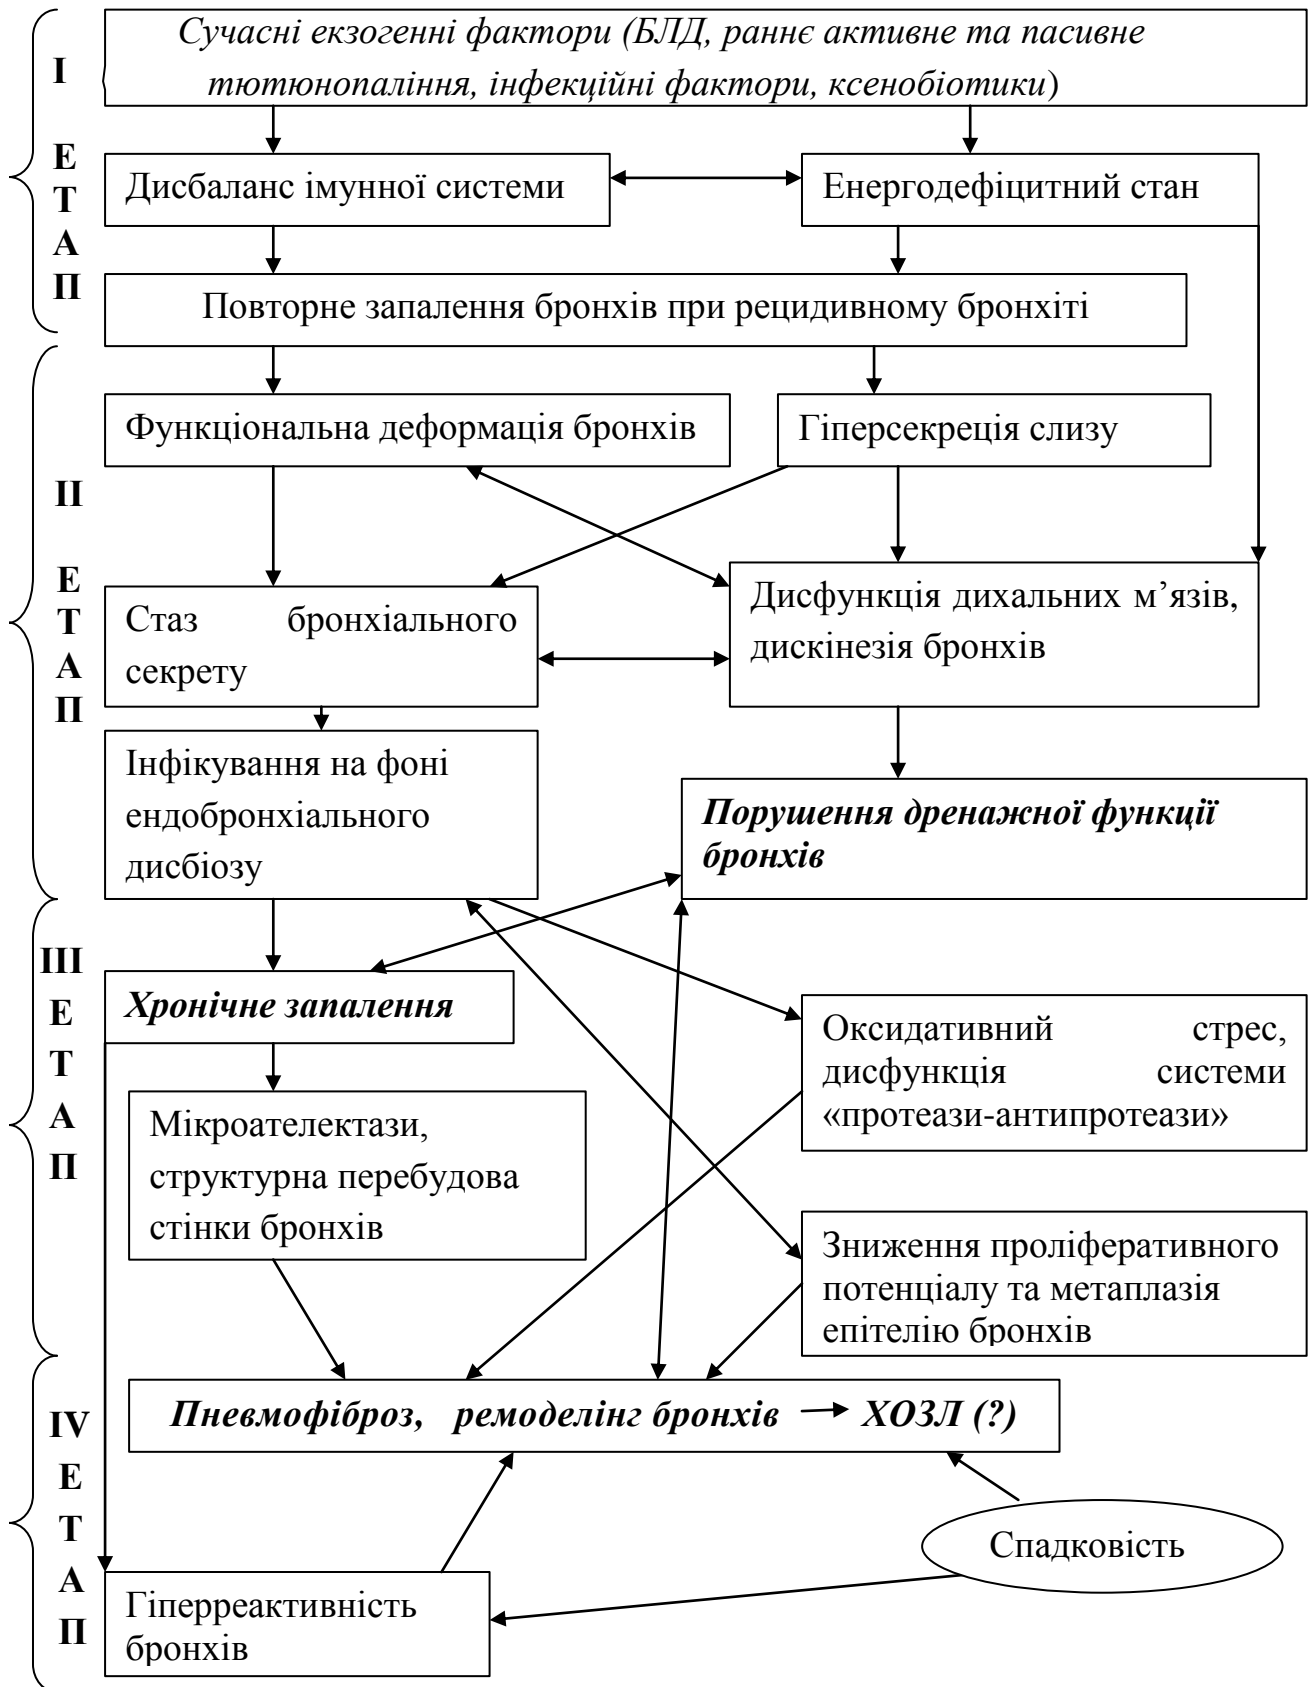 Сучасні екзогенні фактори (БЛД, раннє активне та пасивне
тютюнопаління, інфекційні фактори, ксенобіотики)
І
Е
Т
А
П
Дисбаланс імунної системи
Енергодефіцитний стан
Повторне запалення бронхів при рецидивному бронхіті
ІІ
Е
Т
А
П
Функціональна деформація бронхів
Гіперсекреція слизу
Стаз бронхіального
секрету
Дисфункція дихальних м’язів,
дискінезія бронхів
Інфікування на фоні
ендобронхіального
дисбіозу
Порушення дренажної функції
бронхів
ІІІ
Е
Т
А
П
Хронічне запалення
Оксидативний стрес,
дисфункція системи
«протеази-антипротеази»
Мікроателектази,
структурна перебудова
стінки бронхів
Зниження проліферативного
потенціалу та метаплазія
епітелію бронхів
IV
Е
Т
А
П
Пневмофіброз, ремоделінг бронхів → ХОЗЛ (?)
Спадковість
Гіперреактивність
бронхів